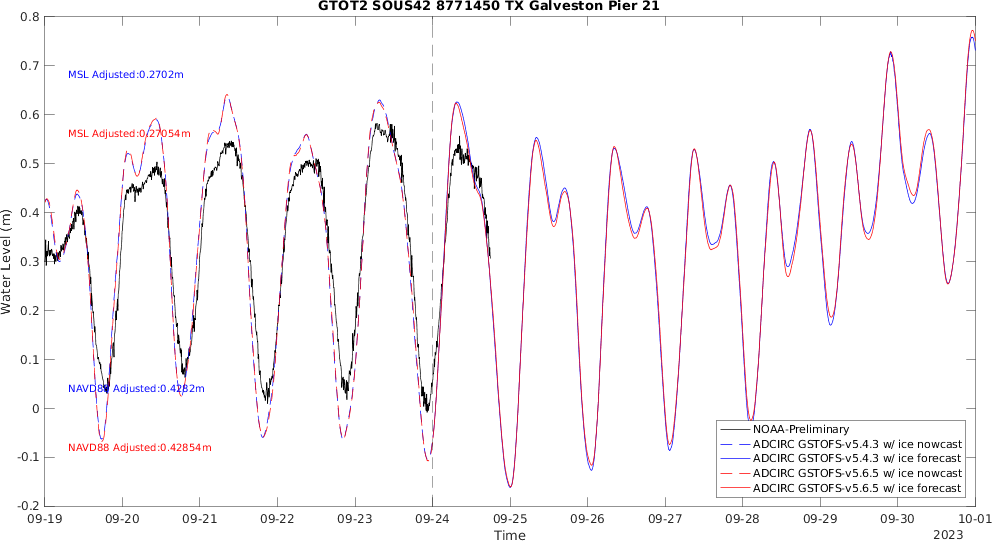 GTOT2 SOUS42 8771450 TX Galveston Pier 21
0.8
0.7
0.6
0.5
0.4
0.3
0.2
0.1
0
-0.1
-0.2
Water Level (m)
MSL Adjusted:0.2702m
MSL Adjusted:0.27054m
NAVD88 Adjusted:0.4282m
NAVD88 Adjusted:0.42854m
NOAA-Preliminary
ADCIRC GSTOFS-v5.4.3 w/ ice nowcast
ADCIRC GSTOFS-v5.4.3 w/ ice forecast
ADCIRC GSTOFS-v5.6.5 w/ ice nowcast
ADCIRC GSTOFS-v5.6.5 w/ ice forecast
09-19 09-20 09-21 09-22 09-23 09-24 09-25 09-26 09-27 09-28 09-29 09-30 10-01
Time
2023